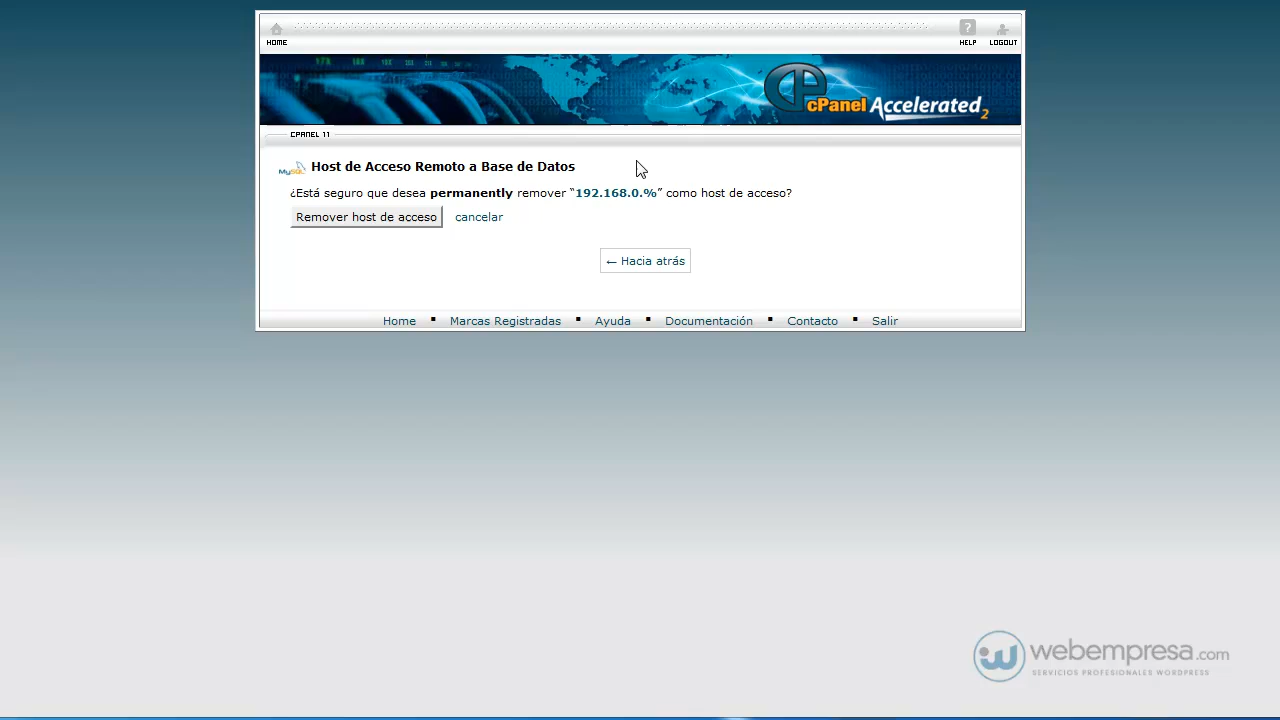 HOME
HELP
LOGOUT
cPanel Accelerated2
CPANEL 11
MySQL
Host de Acceso Remoto a Base de Datos
¿Está seguro que desea permanently remover “192.168.0.%” como host de acceso?
Remover host de acceso cancelar
← Hacia atrás
Home ▪ Marcas Registradas ▪ Ayuda ▪ Documentación ▪ Contacto ▪ Salir
webempresa.com
SERVICIOS PROFESIONALES WORDPRESS